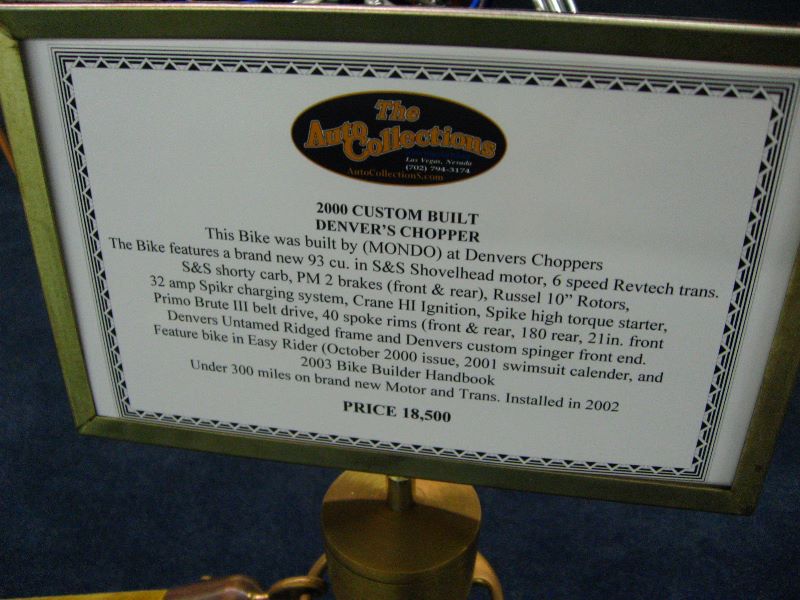 The
Auto Collections
Las Vegas, Nevada
(702) 794-3174
AutoCollectionS.com
2000 CUSTOM BUILT
DENVER'S CHOPPER
This Bike was built by (MONDO) at Denvers Choppers
The Bike features a brand new 93 cu. in S&S Shovelhead motor, 6 speed Revtech trans.
S&S shorty carb, PM 2 brakes (front & rear), Russel 10" Rotors,
32 amp Spikr charging system, Crane HI Ignition, Spike high torque starter,
Primo Brute III belt drive, 40 spoke rims (front & rear, 180 rear, 21in. front
Denvers Untamed Ridged frame and Denvers custom spinger front end.
Feature bike in Easy Rider (October 2000 issue, 2001 swimsuit calender, and
2003 Bike Builder Handbook
Under 300 miles on brand new Motor and Trans. Installed in 2002
PRICE 18,500